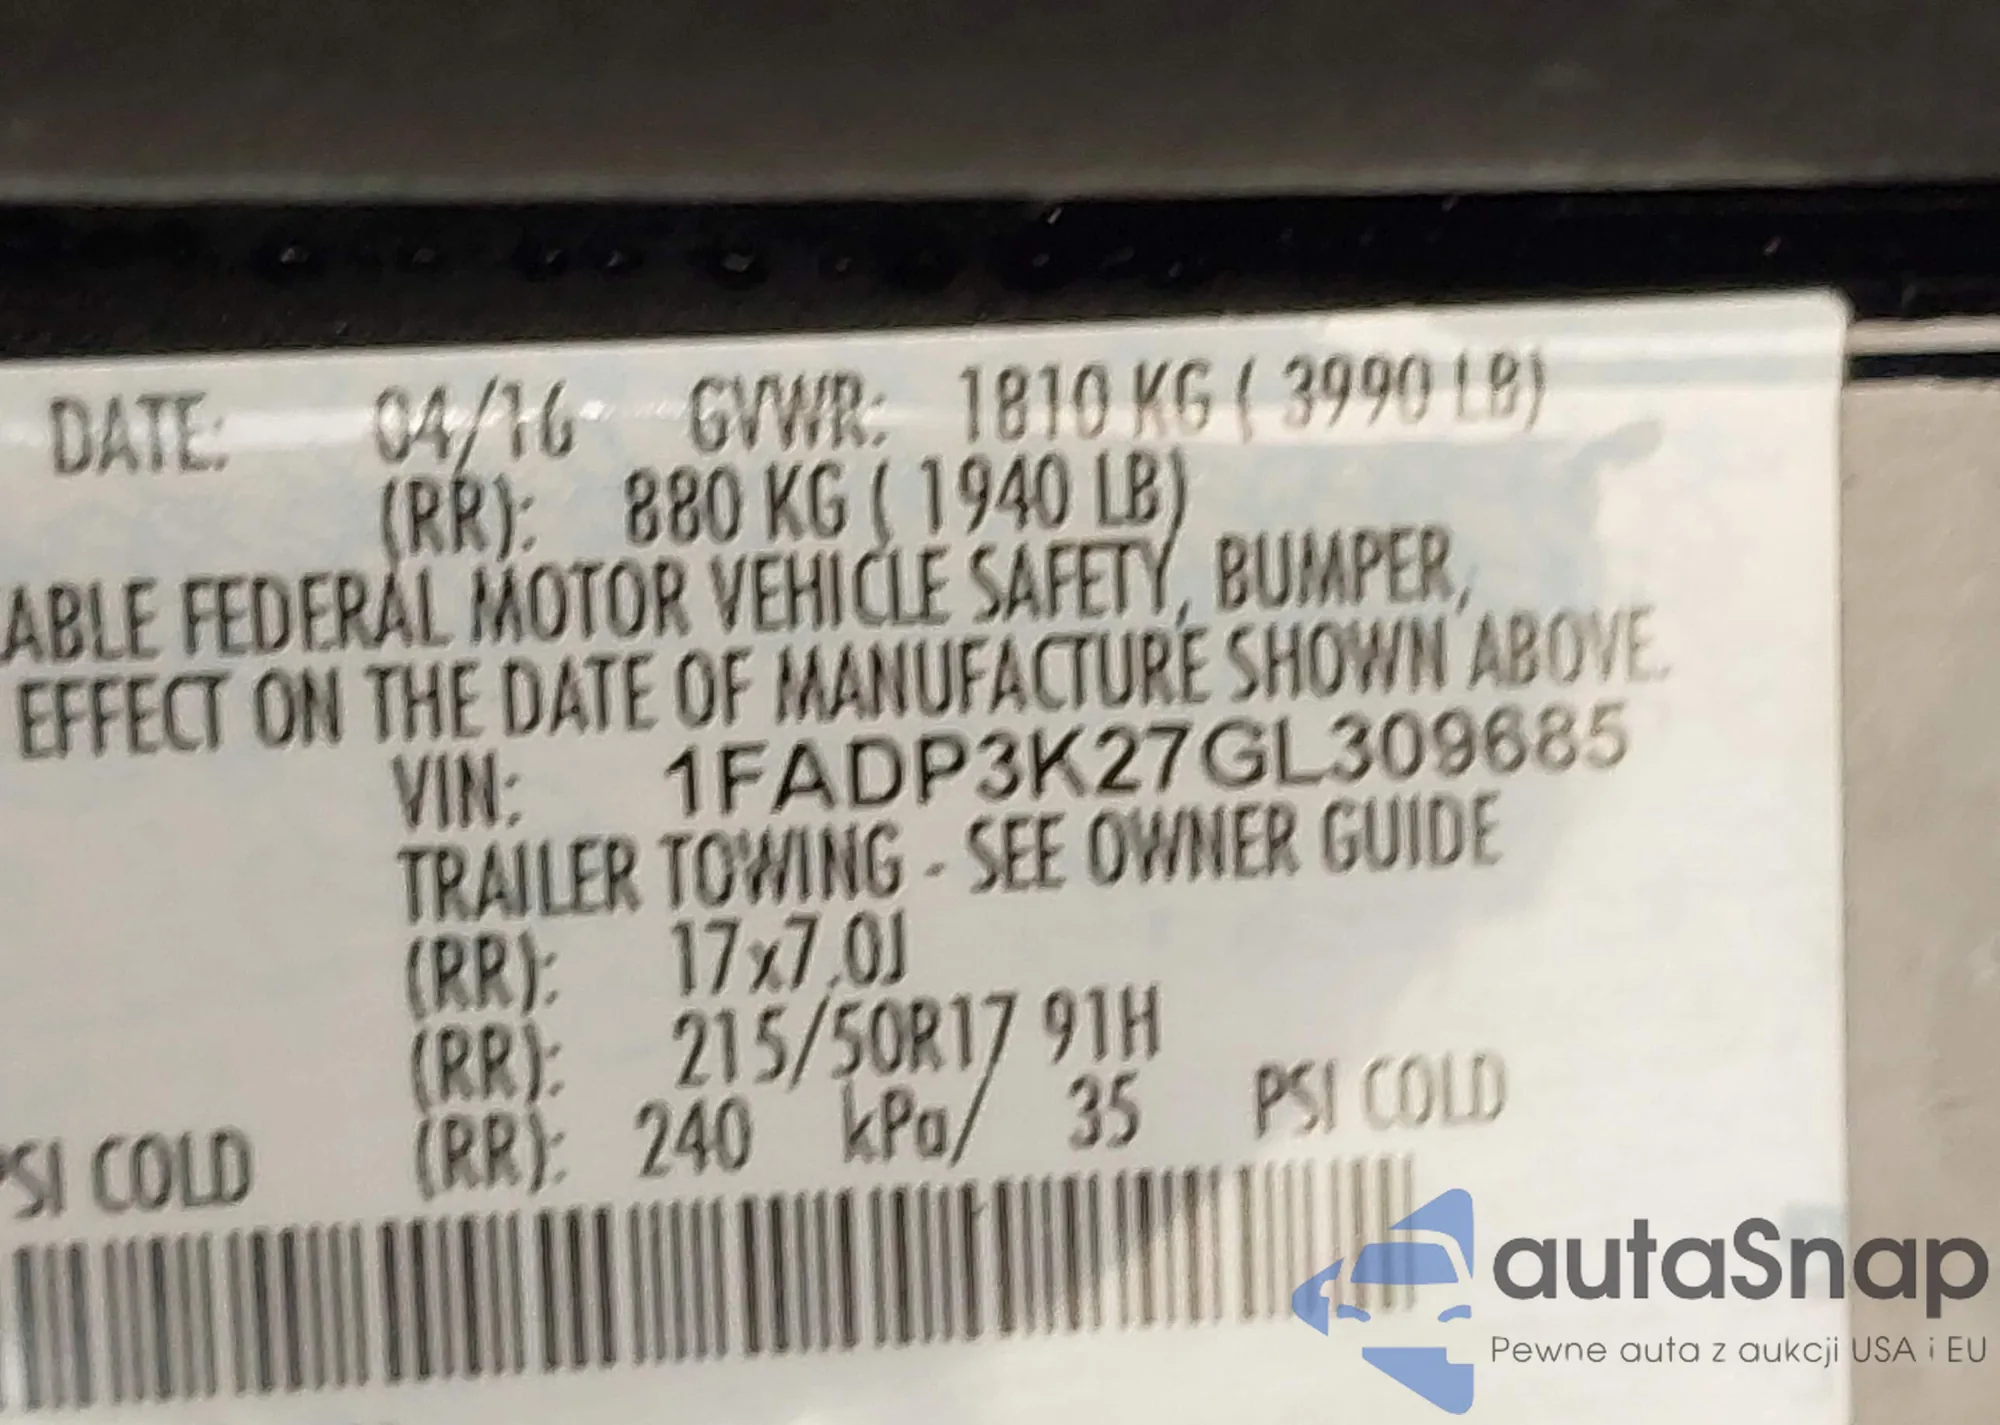 DATE: 04/16 GVWR: 1810 KG ( 3990 LB)
(RR): 880 KG ( 1940 LB)
ABLE FEDERAL MOTOR VEHICLE SAFETY, BUMPER,
EFFECT ON THE DATE OF MANUFACTURE SHOWN ABOVE.
VIN: 1FADP3K27GL309685
TRAILER TOWING - SEE OWNER GUIDE
(RR): 17x7.0J
(RR): 215/50R17 91H
PSI COLD (RR): 240 kPa/ 35 PSI COLD
autaSnap
Pewne auta z aukcji USA i EU